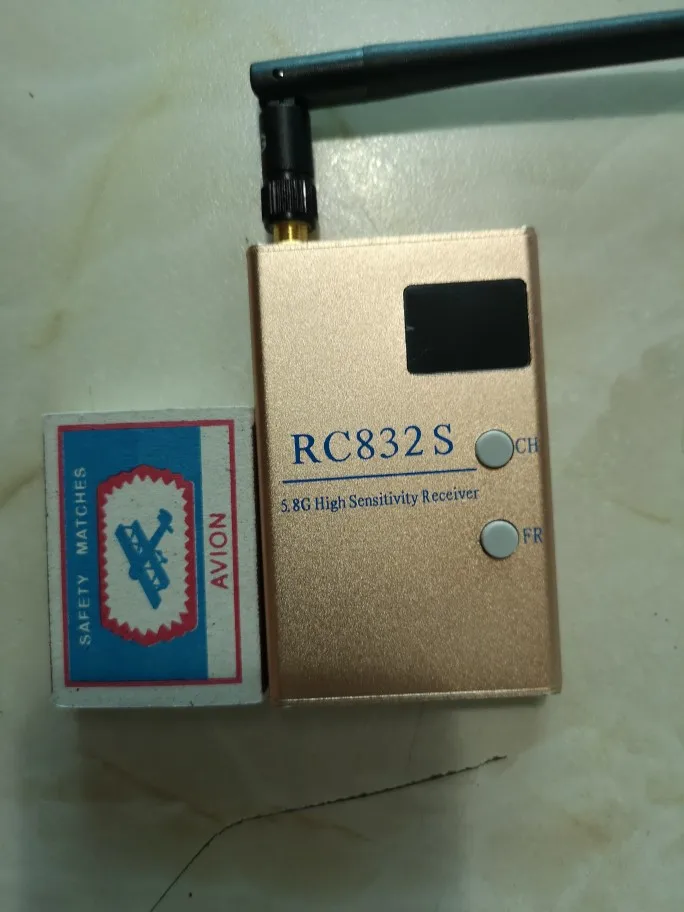 SAFETY MATCHES
AVION
RC832S
5.8G High Sensitivity Receiver
CH
FR